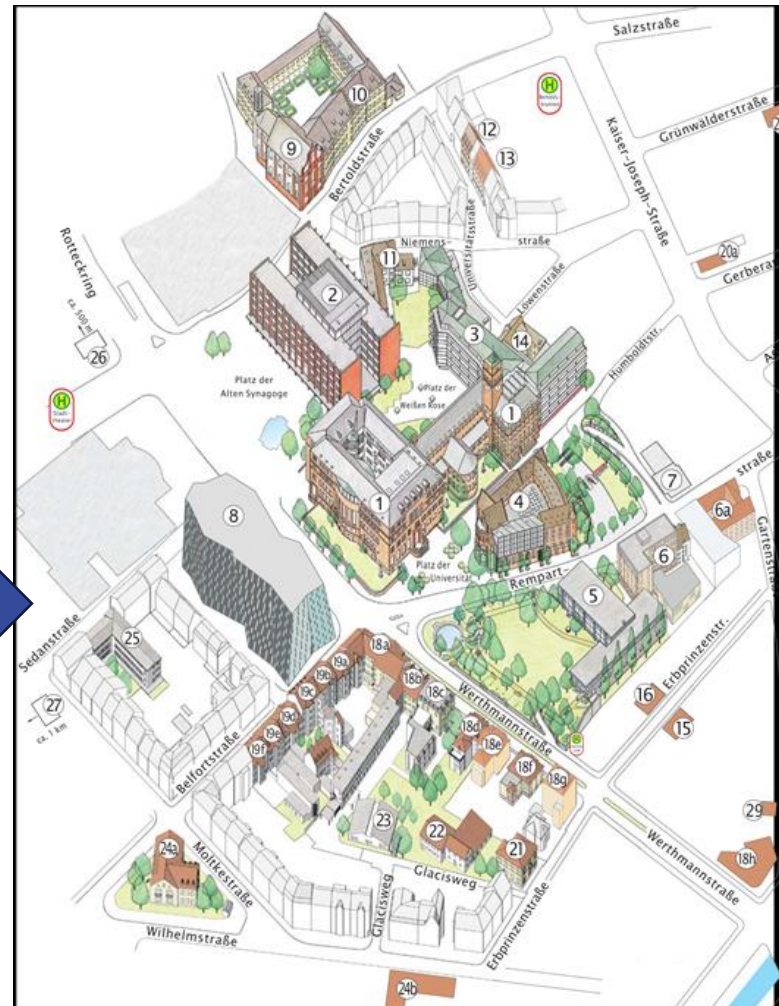 Salzstraße
10
H
12
Grünwälderstraße
9
Bertoldstraße
13
Kaiser-Joseph-Straße
Universitätsstraße
Rotteckring
Niemens-
straße
11
20a
Gerberau
Löwenstraße
2
ca. 500 m
3
14
26
Humboldtstr.
Platz der
Alten Synagoge
Platz der
Weißen Rose
H
Stadt-
theater
1
7
straße
1
4
6a
8
6
Gartenstraße
Platz der
Universität
Rempart-
5
Sedanstraße
25
18a
Erbprinzenstr.
19a
18b
19b
18c
16
27
ca. 1 km
19c
Werthmannstraße
15
19d
18d
19e
18e
Belfortstraße
19f
18f
H
18g
23
29
22
Werthmannstraße
24a
Moltkestraße
21
18h
Glacisweg
Glacisweg
Erbprinzenstraße
Wilhelmstraße
24b